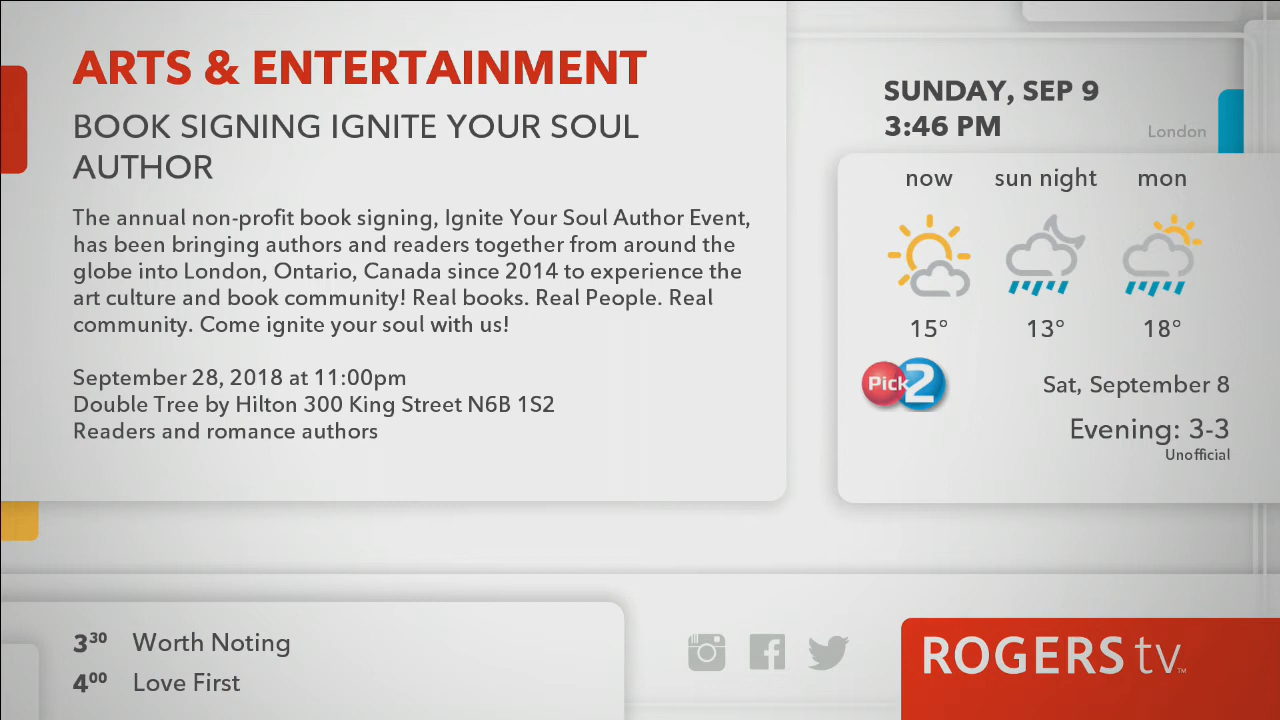 ARTS & ENTERTAINMENT
BOOK SIGNING IGNITE YOUR SOUL
AUTHOR
The annual non-profit book signing, Ignite Your Soul Author Event,
has been bringing authors and readers together from around the
globe into London, Ontario, Canada since 2014 to experience the
art culture and book community! Real books. Real People. Real
community. Come ignite your soul with us!
September 28, 2018 at 11:00pm
Double Tree by Hilton 300 King Street N6B 1S2
Readers and romance authors
SUNDAY, SEP 9
3:46 PM
London
now sun night mon
15° 13° 18°
Pick 2
Sat, September 8
Evening: 3-3
Unofficial
3³⁰ Worth Noting
4⁰⁰ Love First
ROGERS tv™